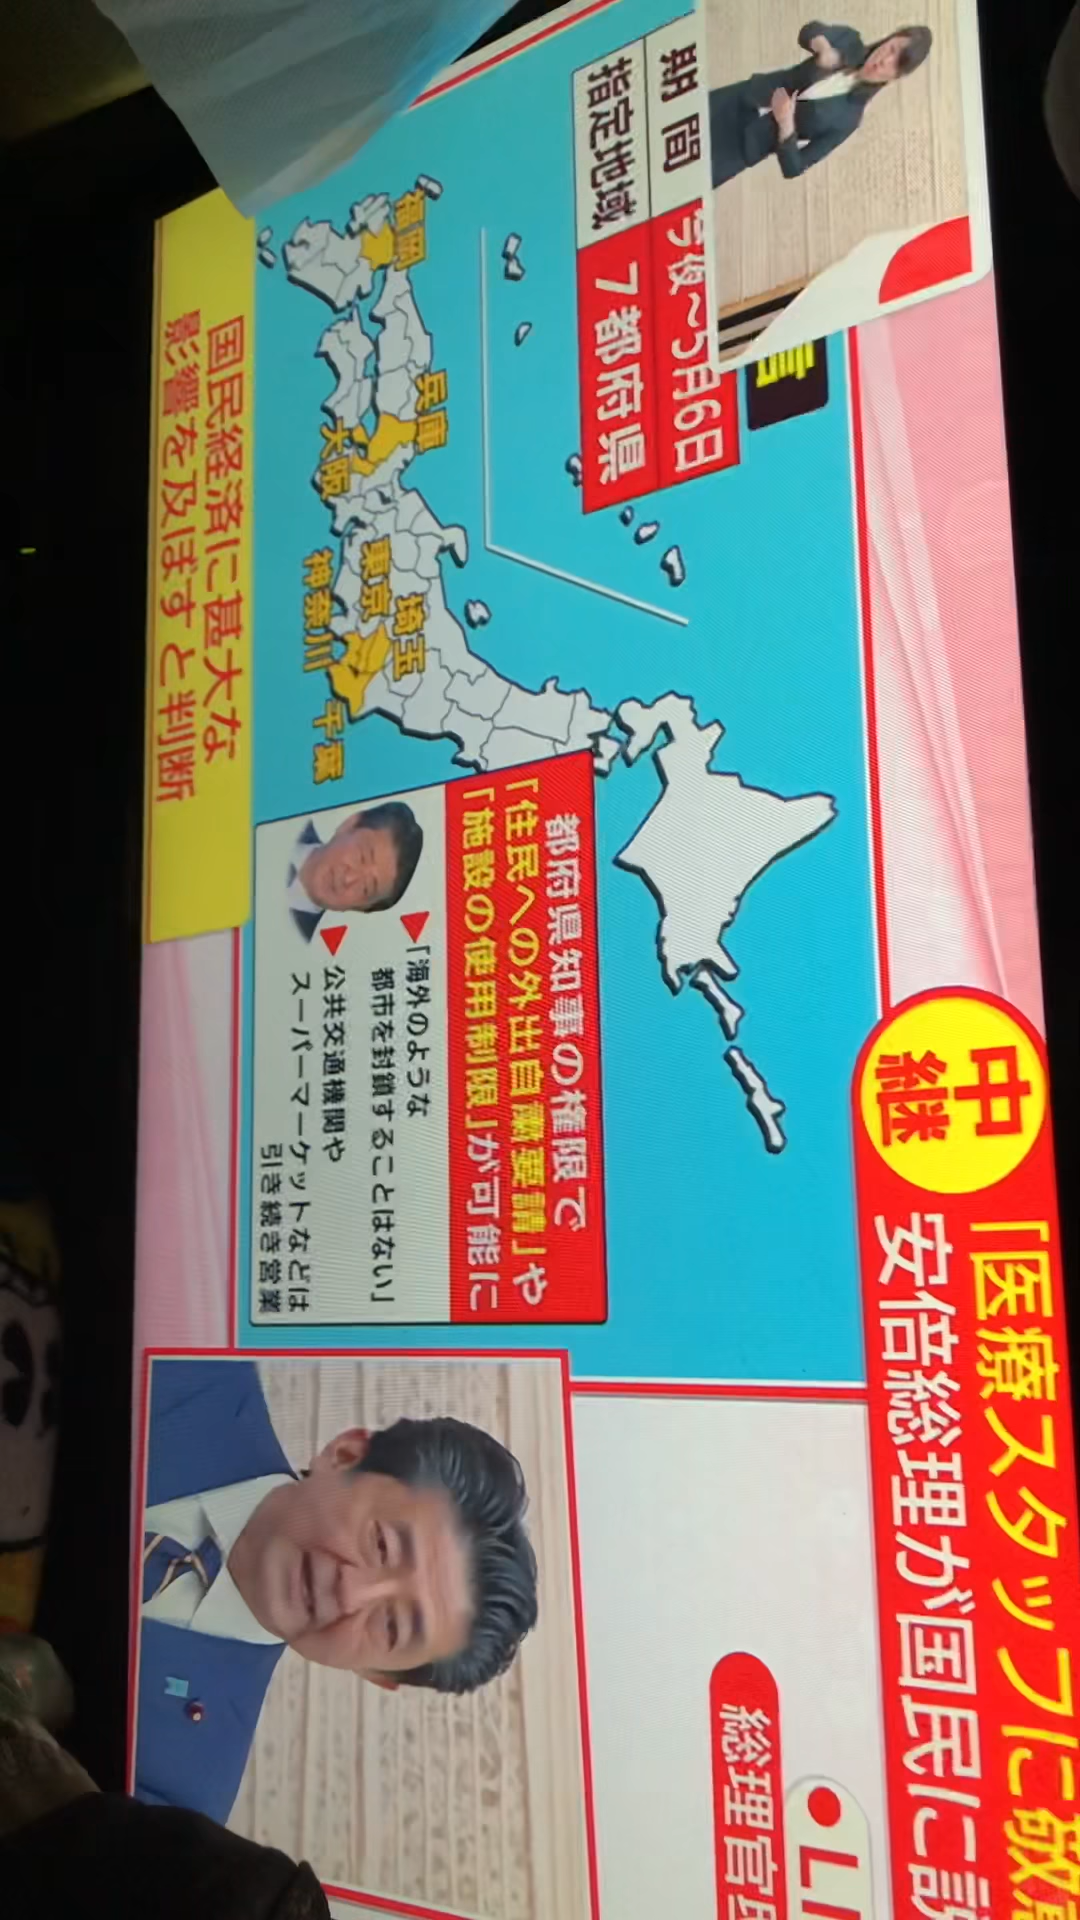 中継
「医療スタッフに敬意
安倍総理が国民に説
LI
総理官邸
言
期間 今夜～5月6日
指定地域 7都府県
福岡
兵庫
大阪
埼玉
東京
神奈川
千葉
都府県知事の権限で
「住民への外出自粛要請」や
「施設の使用制限」が可能に
▶「海外のような
都市を封鎖することはない」
▶公共交通機関や
スーパーマーケットなどは
引き続き営業
国民経済に甚大な
影響を及ぼすと判断